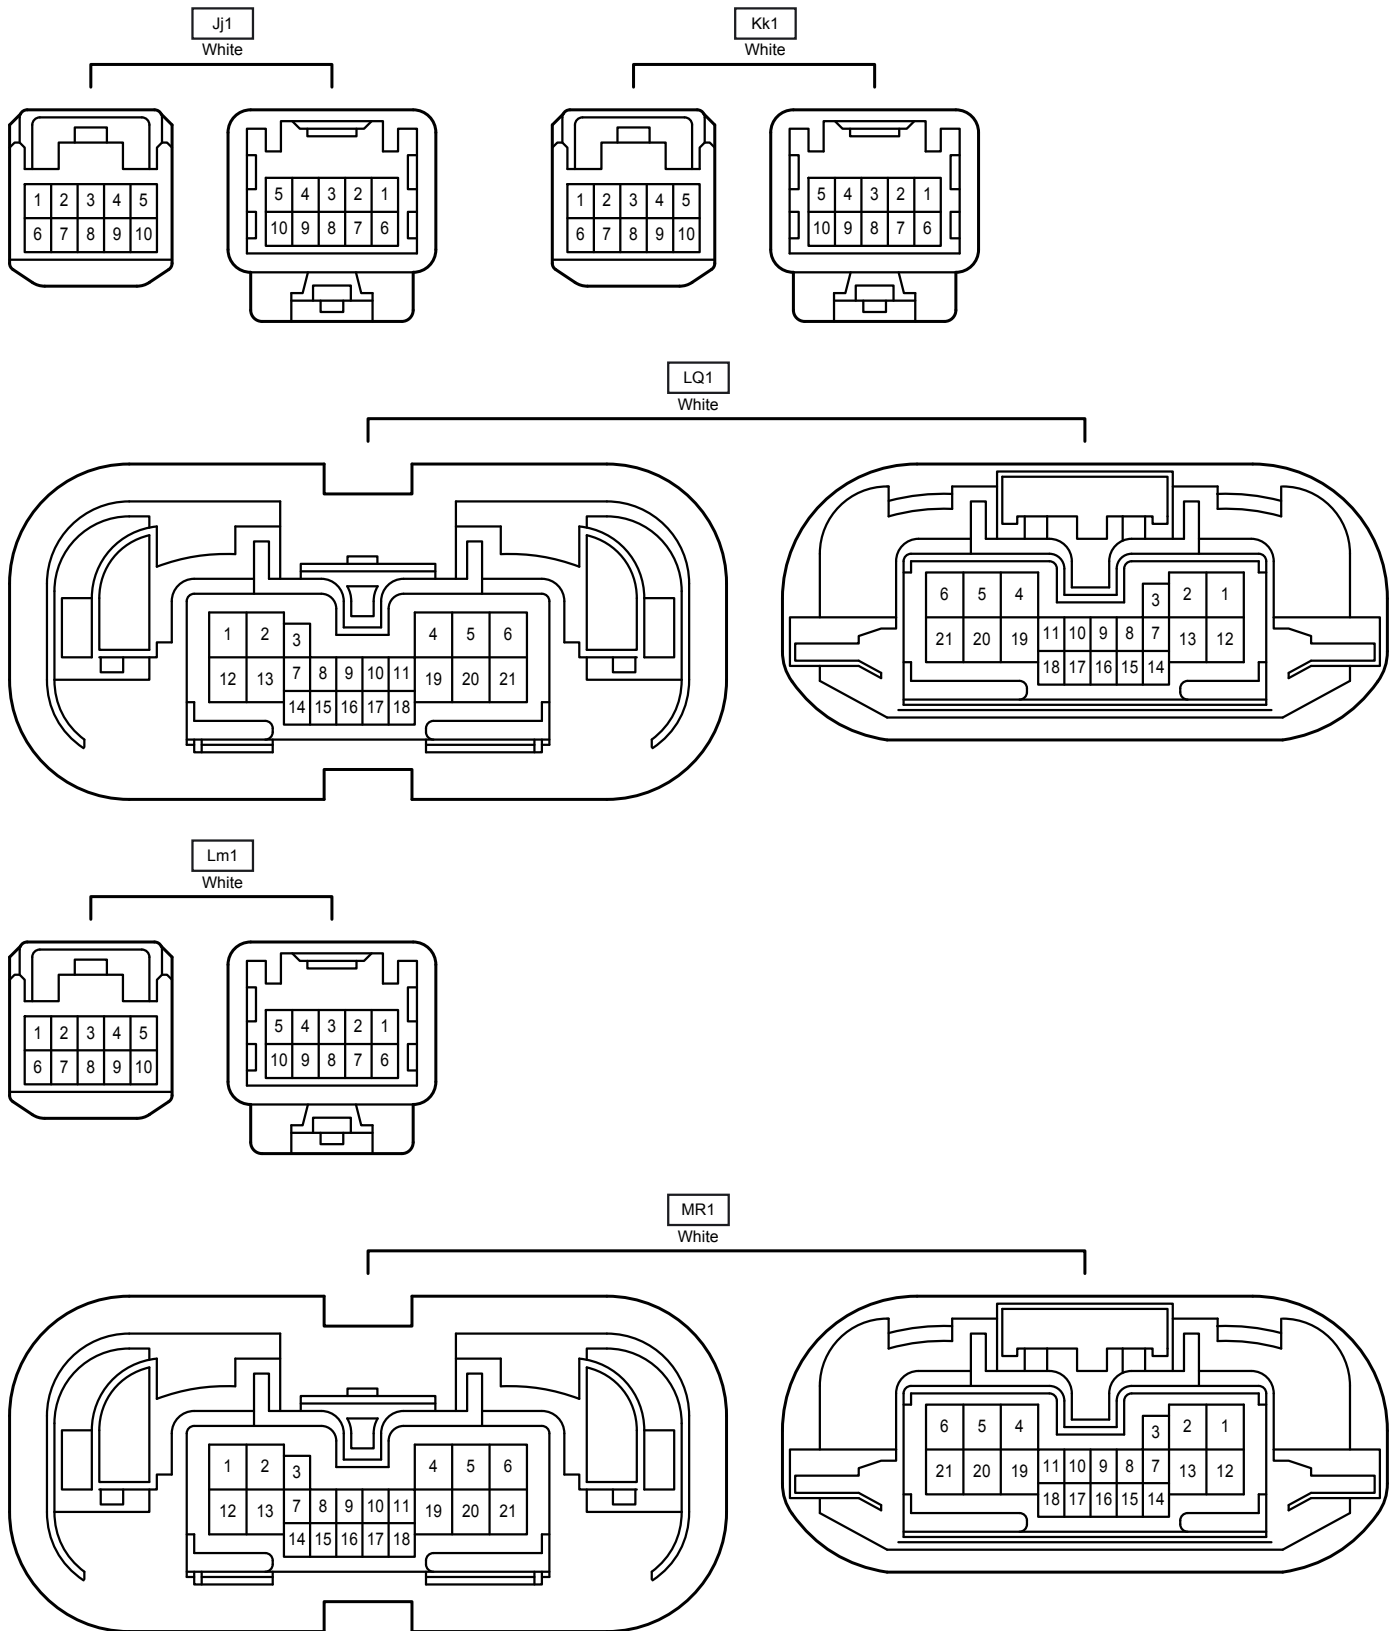 Jj1
White
1 2 3 4 5
6 7 8 9 10
5 4 3 2 1
10 9 8 7 6
Kk1
White
1 2 3 4 5
6 7 8 9 10
5 4 3 2 1
10 9 8 7 6
LQ1
White
1 2 3 4 5 6
12 13 7 8 9 10 11 19 20 21
14 15 16 17 18
6 5 4 3 2 1
21 20 19 11 10 9 8 7 13 12
18 17 16 15 14
Lm1
White
1 2 3 4 5
6 7 8 9 10
5 4 3 2 1
10 9 8 7 6
MR1
White
1 2 3 4 5 6
12 13 7 8 9 10 11 19 20 21
14 15 16 17 18
6 5 4 3 2 1
21 20 19 11 10 9 8 7 13 12
18 17 16 15 14